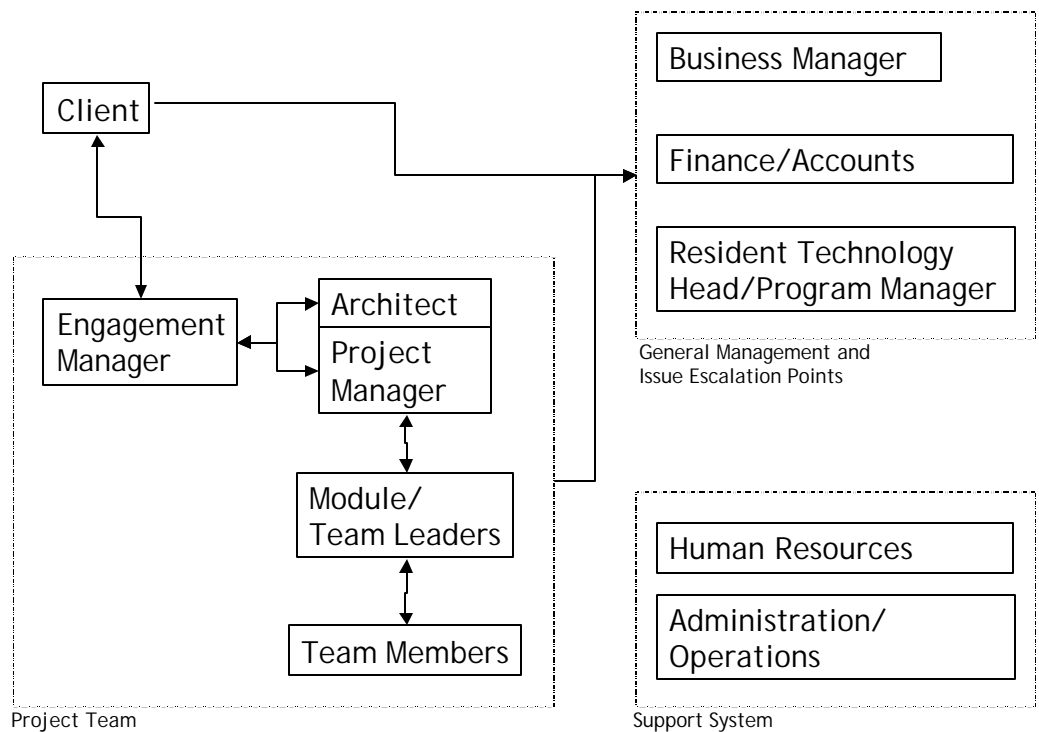 Client
Engagement
Manager
Architect
Project
Manager
Module/
Team Leaders
Team Members
Project Team
Business Manager
Finance/Accounts
Resident Technology
Head/Program Manager
General Management and
Issue Escalation Points
Human Resources
Administration/
Operations
Support System